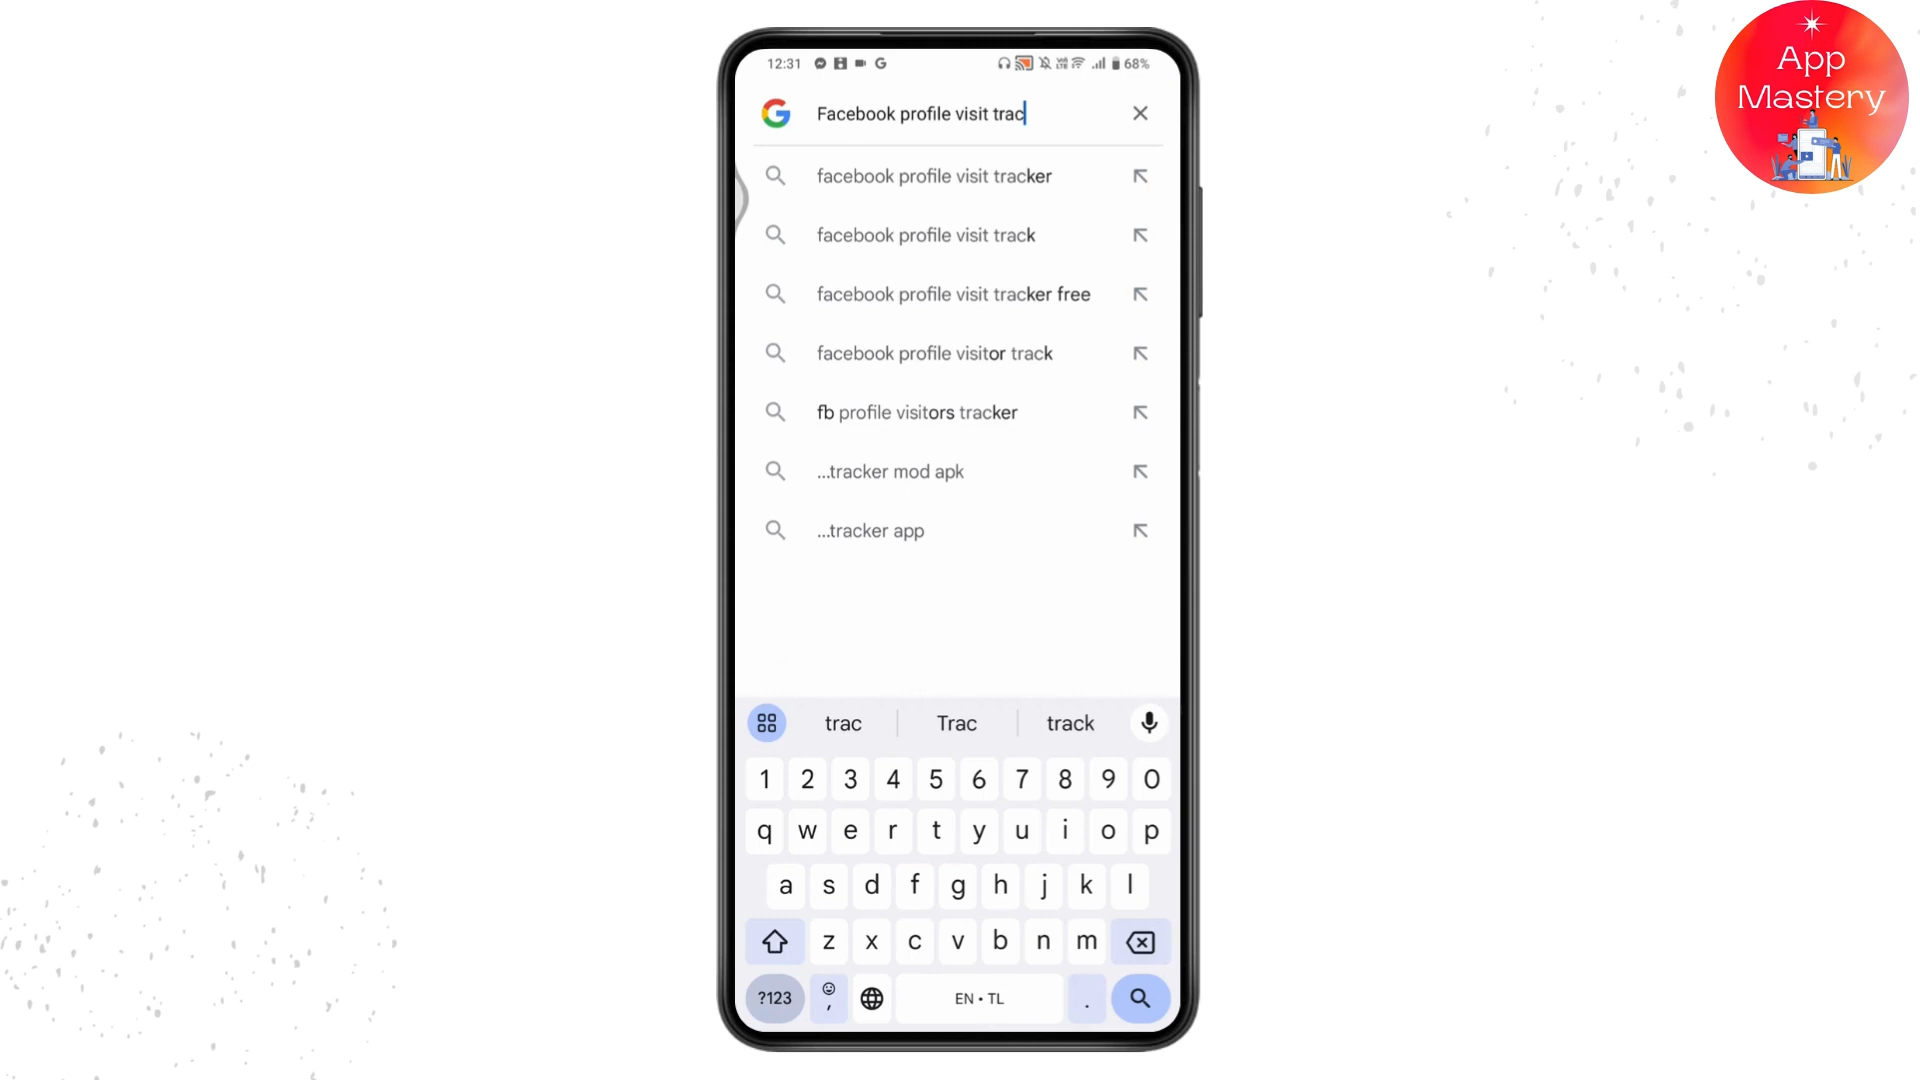 App
Mastery
12:31
68%
Facebook profile visit trac
facebook profile visit tracker
facebook profile visit track
facebook profile visit tracker free
facebook profile visitor track
fb profile visitors tracker
...tracker mod apk
...tracker app
trac Trac track
1 2 3 4 5 6 7 8 9 0
q w e r t y u i o p
a s d f g h j k l
z x c v b n m
?123 , EN • TL .